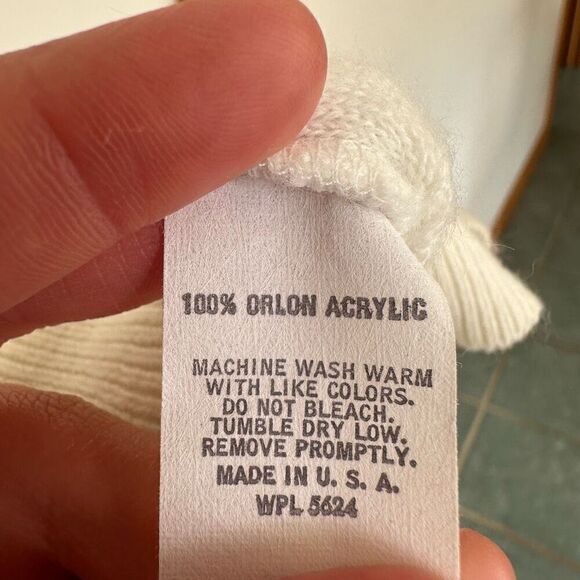 100% ORLON ACRYLIC
MACHINE WASH WARM
WITH LIKE COLORS.
DO NOT BLEACH.
TUMBLE DRY LOW.
REMOVE PROMPTLY.
MADE IN U. S. A.
WPL 5624